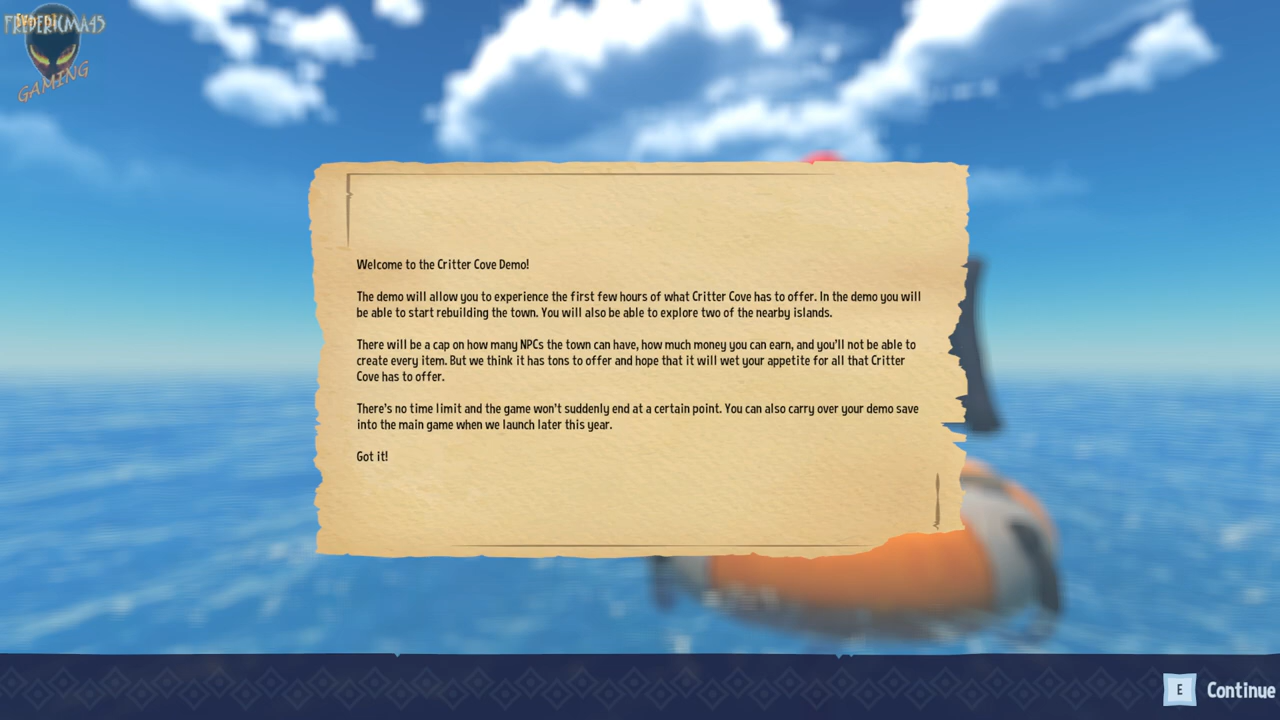 FREDERICMA45
GAMING
Welcome to the Critter Cove Demo!
The demo will allow you to experience the first few hours of what Critter Cove has to offer. In the demo you will
be able to start rebuilding the town. You will also be able to explore two of the nearby islands.
There will be a cap on how many NPCs the town can have, how much money you can earn, and you'll not be able to
create every item. But we think it has tons to offer and hope that it will wet your appetite for all that Critter
Cove has to offer.
There's no time limit and the game won't suddenly end at a certain point. You can also carry over your demo save
into the main game when we launch later this year.
Got it!
E Continue